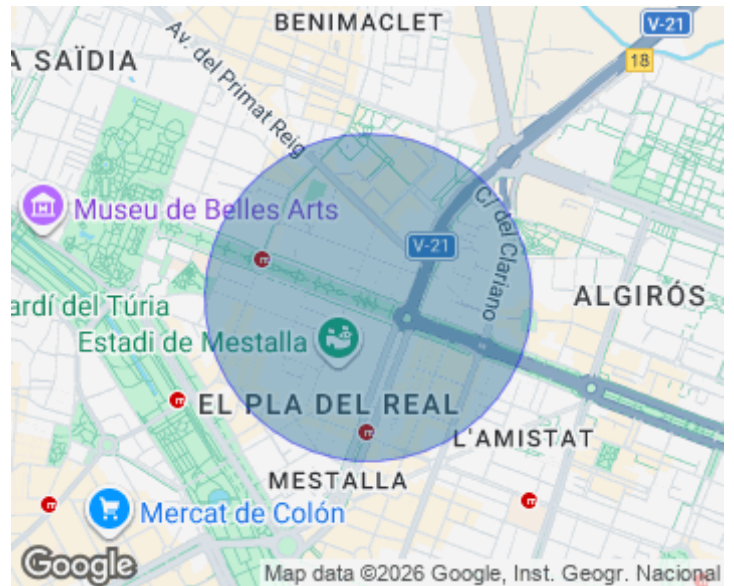 BENIMACLET
V-21
18
A SAÏDIA
Av. del Primat Reig
Museu de Belles Arts
C/ del Clariano
V-21
ardí del Túria
ALGIRÓS
Estadi de Mestalla
EL PLA DEL REAL
L'AMISTAT
MESTALLA
Mercat de Colón
Google
Map data ©2026 Google, Inst. Geogr. Nacional